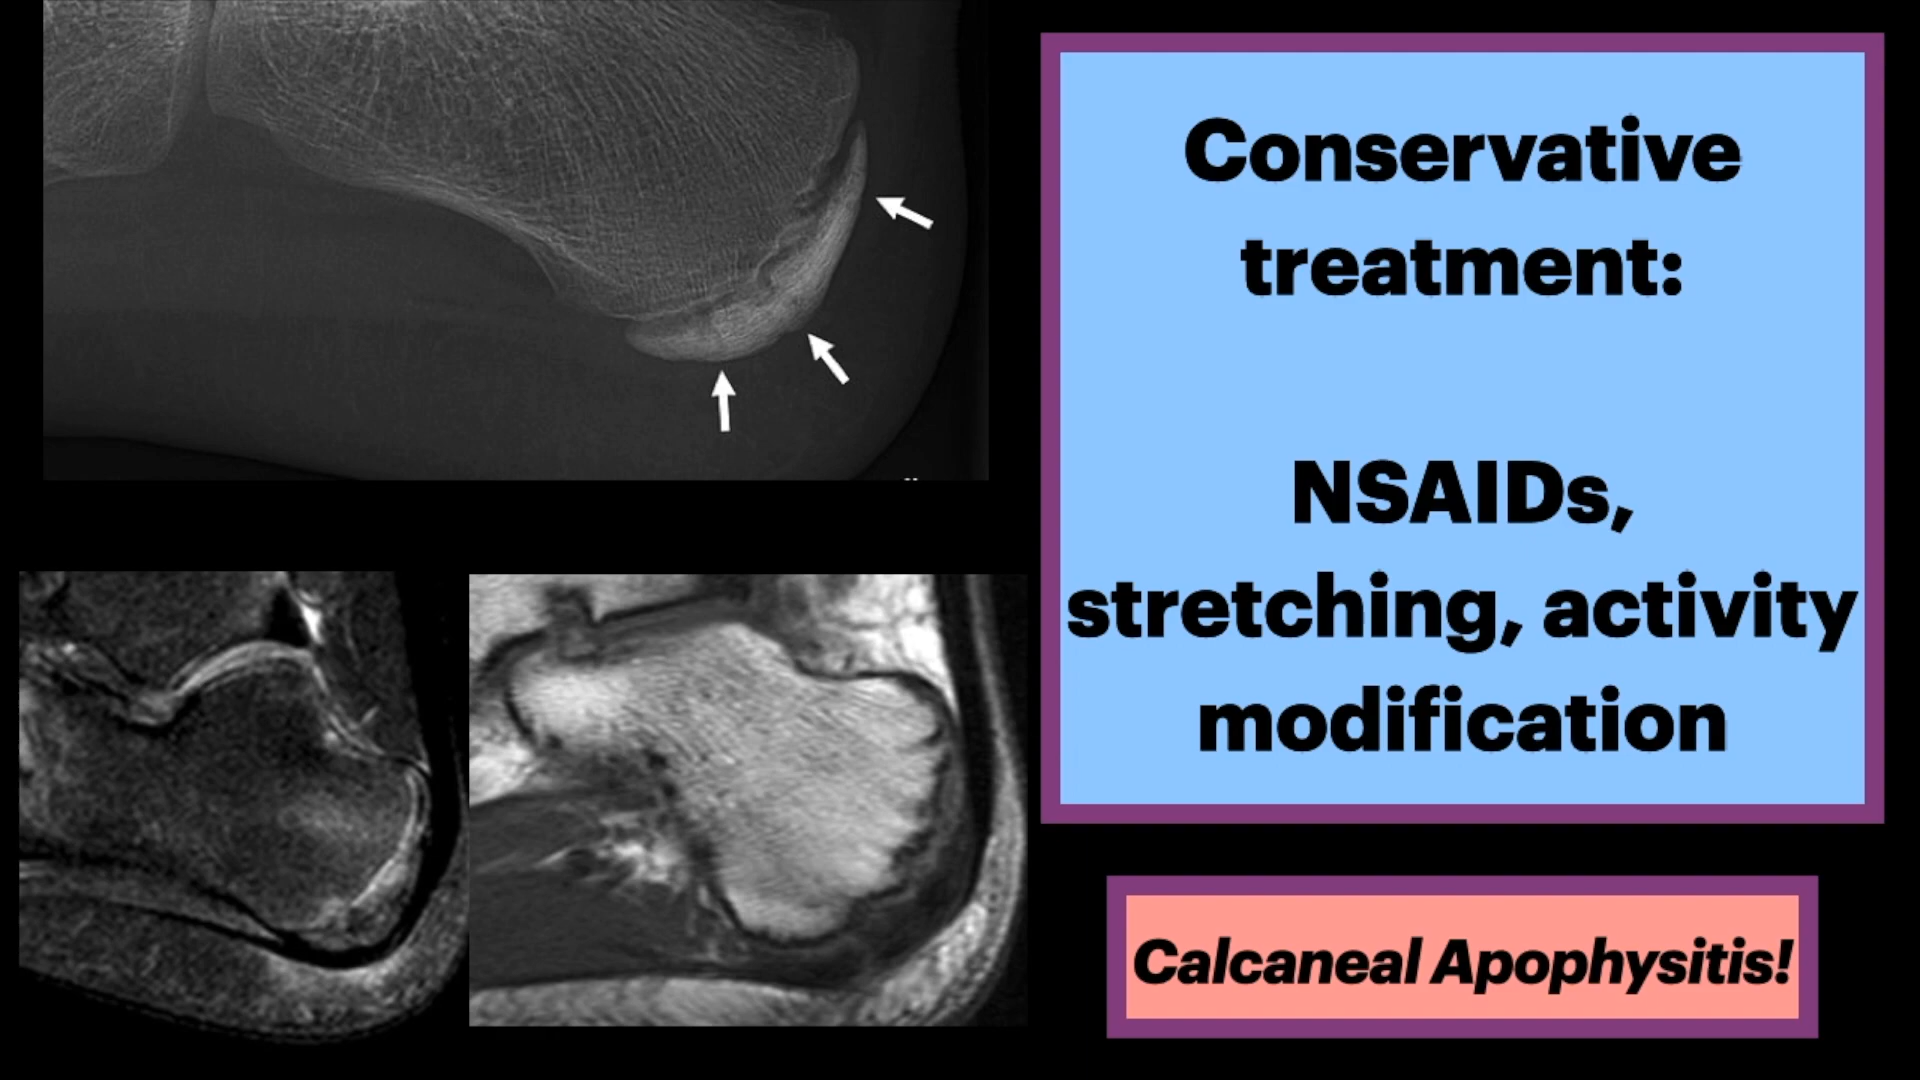 Conservative
treatment:
NSAIDs,
stretching, activity
modification
Calcaneal Apophysitis!